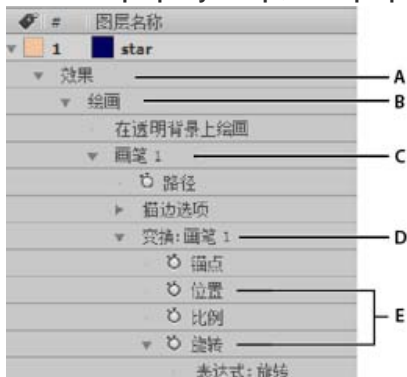 # 图层名称
1 star
效果 A
绘画 B
在透明背景上绘画
画笔 1 C
路径
描边选项
变换:画笔 1 D
锚点
位置
比例 E
旋转
表达式:旋转